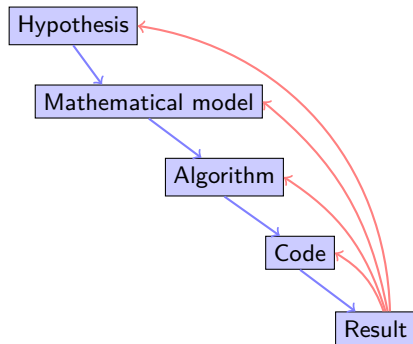 Hypothesis
Mathematical model
Algorithm
Code
Result